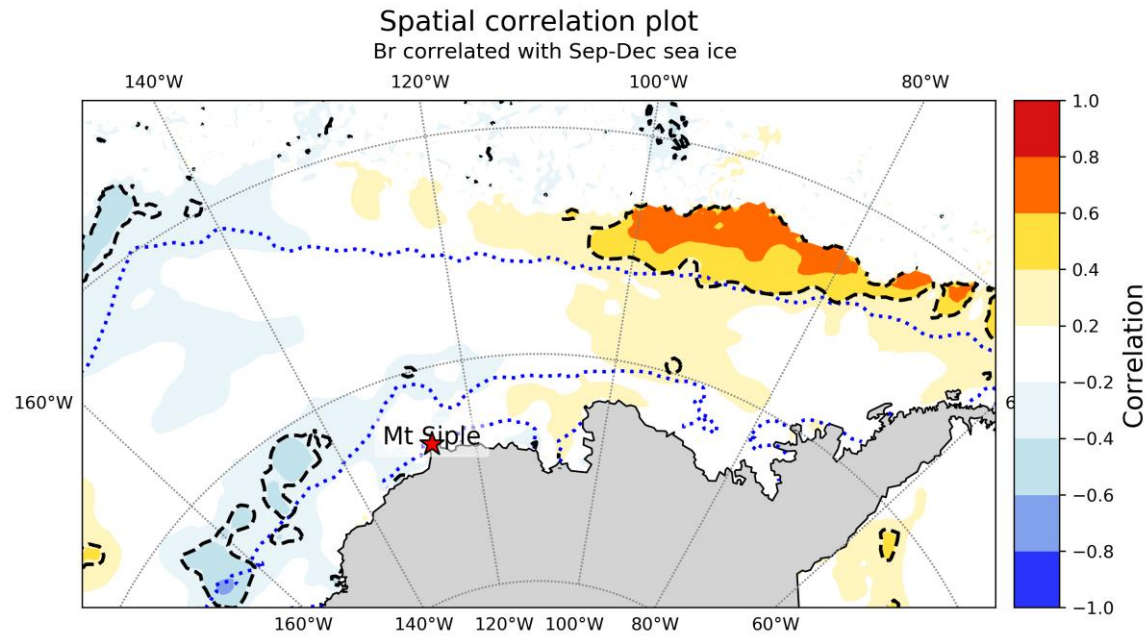 Spatial correlation plot
Br correlated with Sep-Dec sea ice
140°W 120°W 100°W 80°W
160°W
6
Mt Siple
160°W 140°W 120°W 100°W 80°W 60°W
1.0
0.8
0.6
0.4
0.2
−0.2
−0.4
−0.6
−0.8
−1.0
Correlation